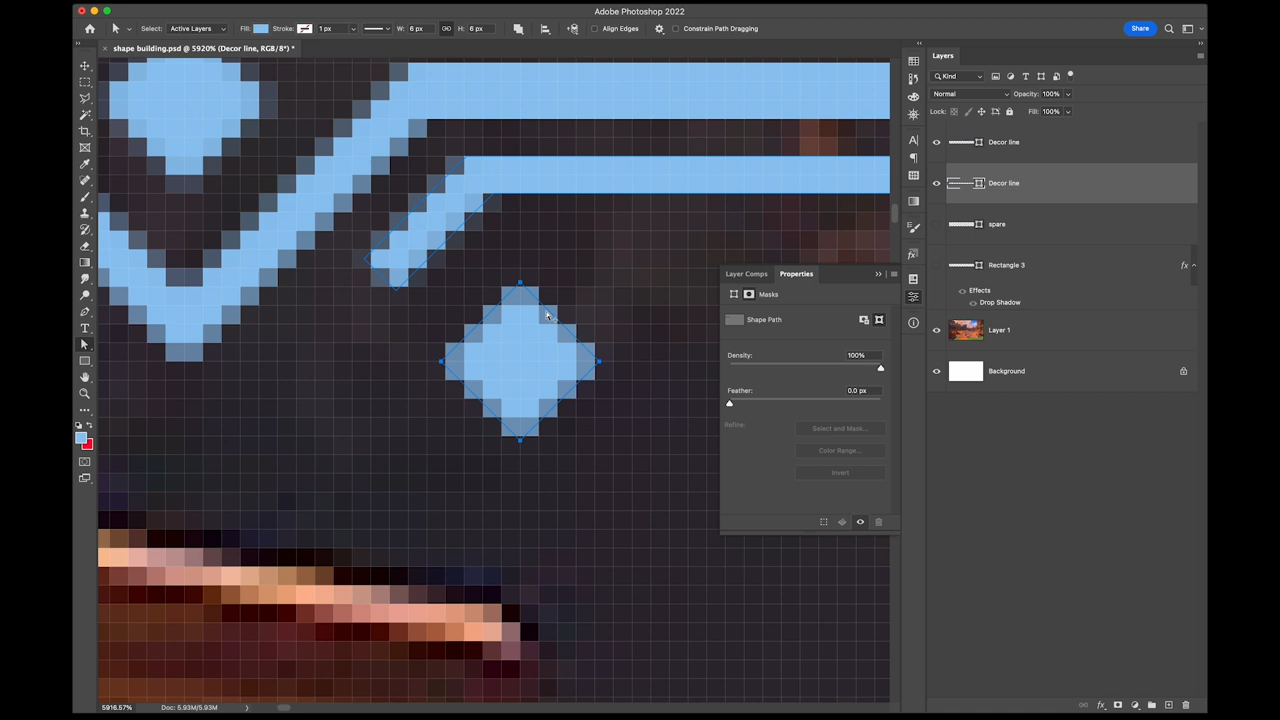 Adobe Photoshop 2022
Select: Active Layers Fill: Stroke: 1 px W: 6 px H: 6 px Align Edges Constrain Path Dragging Share
× shape building.psd @ 5920% (Decor line, RGB/8*) *
Layers
Kind
Normal Opacity: 100%
Lock: Fill: 100%
Decor line
Decor line
spare
Rectangle 3 fx
Effects
Drop Shadow
Layer 1
Background
Layer Comps Properties
Masks
Shape Path
Density: 100%
Feather: 0.0 px
Refine: Select and Mask...
Color Range...
Invert
5916.57% Doc: 5.93M/5.93M